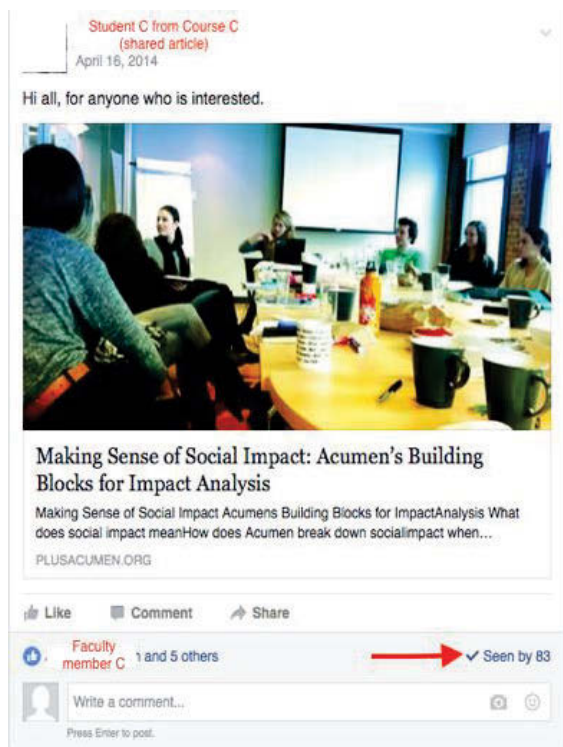 Student C from Course C
(shared article)
April 16, 2014
Hi all, for anyone who is interested.
Making Sense of Social Impact: Acumen's Building
Blocks for Impact Analysis
Making Sense of Social Impact Acumens Building Blocks for ImpactAnalysis What
does social impact meanHow does Acumen break down socialimpact when...
PLUSACUMEN.ORG
Like Comment Share
Faculty
member C and 5 others Seen by 83
Write a comment...
Press Enter to post.